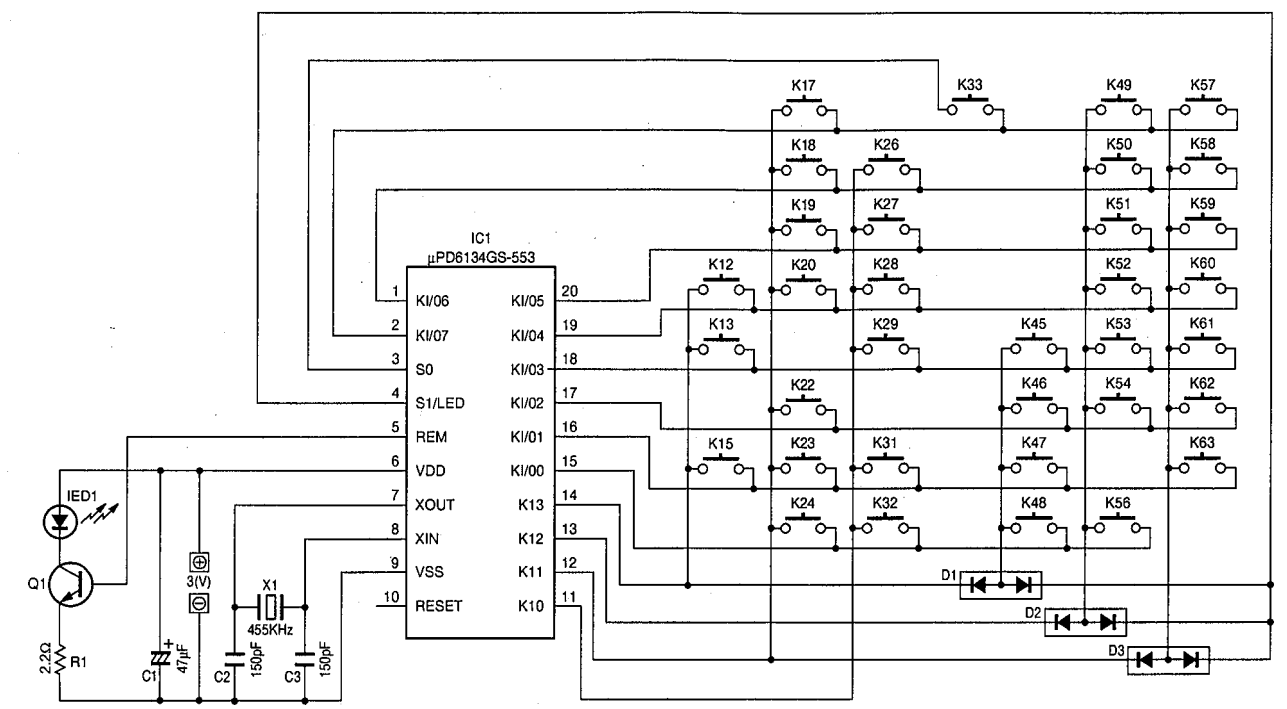 K17
K33
K49
K57
K18
K26
K50
K58
K19
K27
K51
K59
IC1
μPD6134GS-553
K12
K20
K28
K52
K60
1 KI/06
KI/05 20
2 KI/07
KI/04 19
K13
K29
K45
K53
K61
3 S0
KI/03 18
4 S1/LED
KI/02 17
K22
K46
K54
K62
5 REM
KI/01 16
6 VDD
KI/00 15
K15
K23
K31
K47
K63
7 XOUT
K13 14
8 XIN
K12 13
K24
K32
K48
K56
9 VSS
K11 12
10 RESET
K10 11
IED1
Q1
+
3(V)
−
X1
455KHz
D1
D2
D3
2.2Ω
R1
+
C1
47μF
C2
150pF
C3
150pF